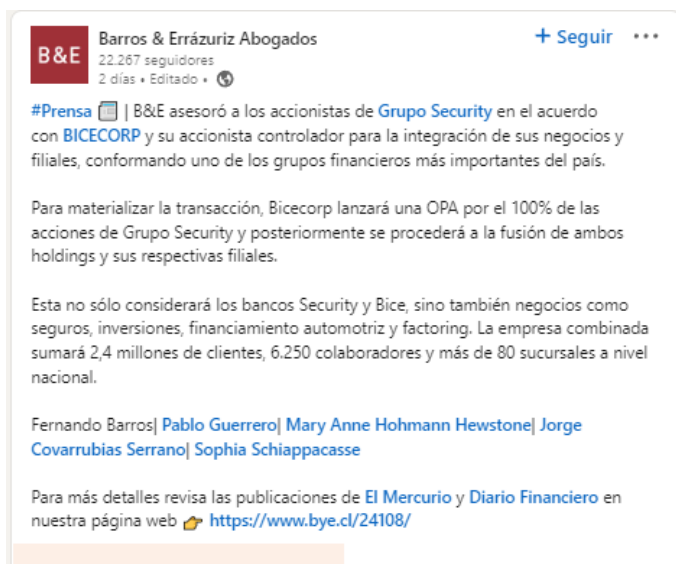 B&E
Barros & Errázuriz Abogados
+ Seguir ...
22.267 seguidores
2 días • Editado •
#Prensa | B&E asesoró a los accionistas de Grupo Security en el acuerdo
con BICECORP y su accionista controlador para la integración de sus negocios y
filiales, conformando uno de los grupos financieros más importantes del país.
Para materializar la transacción, Bicecorp lanzará una OPA por el 100% de las
acciones de Grupo Security y posteriormente se procederá a la fusión de ambos
holdings y sus respectivas filiales.
Esta no sólo considerará los bancos Security y Bice, sino también negocios como
seguros, inversiones, financiamiento automotriz y factoring. La empresa combinada
sumará 2,4 millones de clientes, 6.250 colaboradores y más de 80 sucursales a nivel
nacional.
Fernando Barros| Pablo Guerrero| Mary Anne Hohmann Hewstone| Jorge
Covarrubias Serrano| Sophia Schiappacasse
Para más detalles revisa las publicaciones de El Mercurio y Diario Financiero en
nuestra página web 👉 https://www.bye.cl/24108/